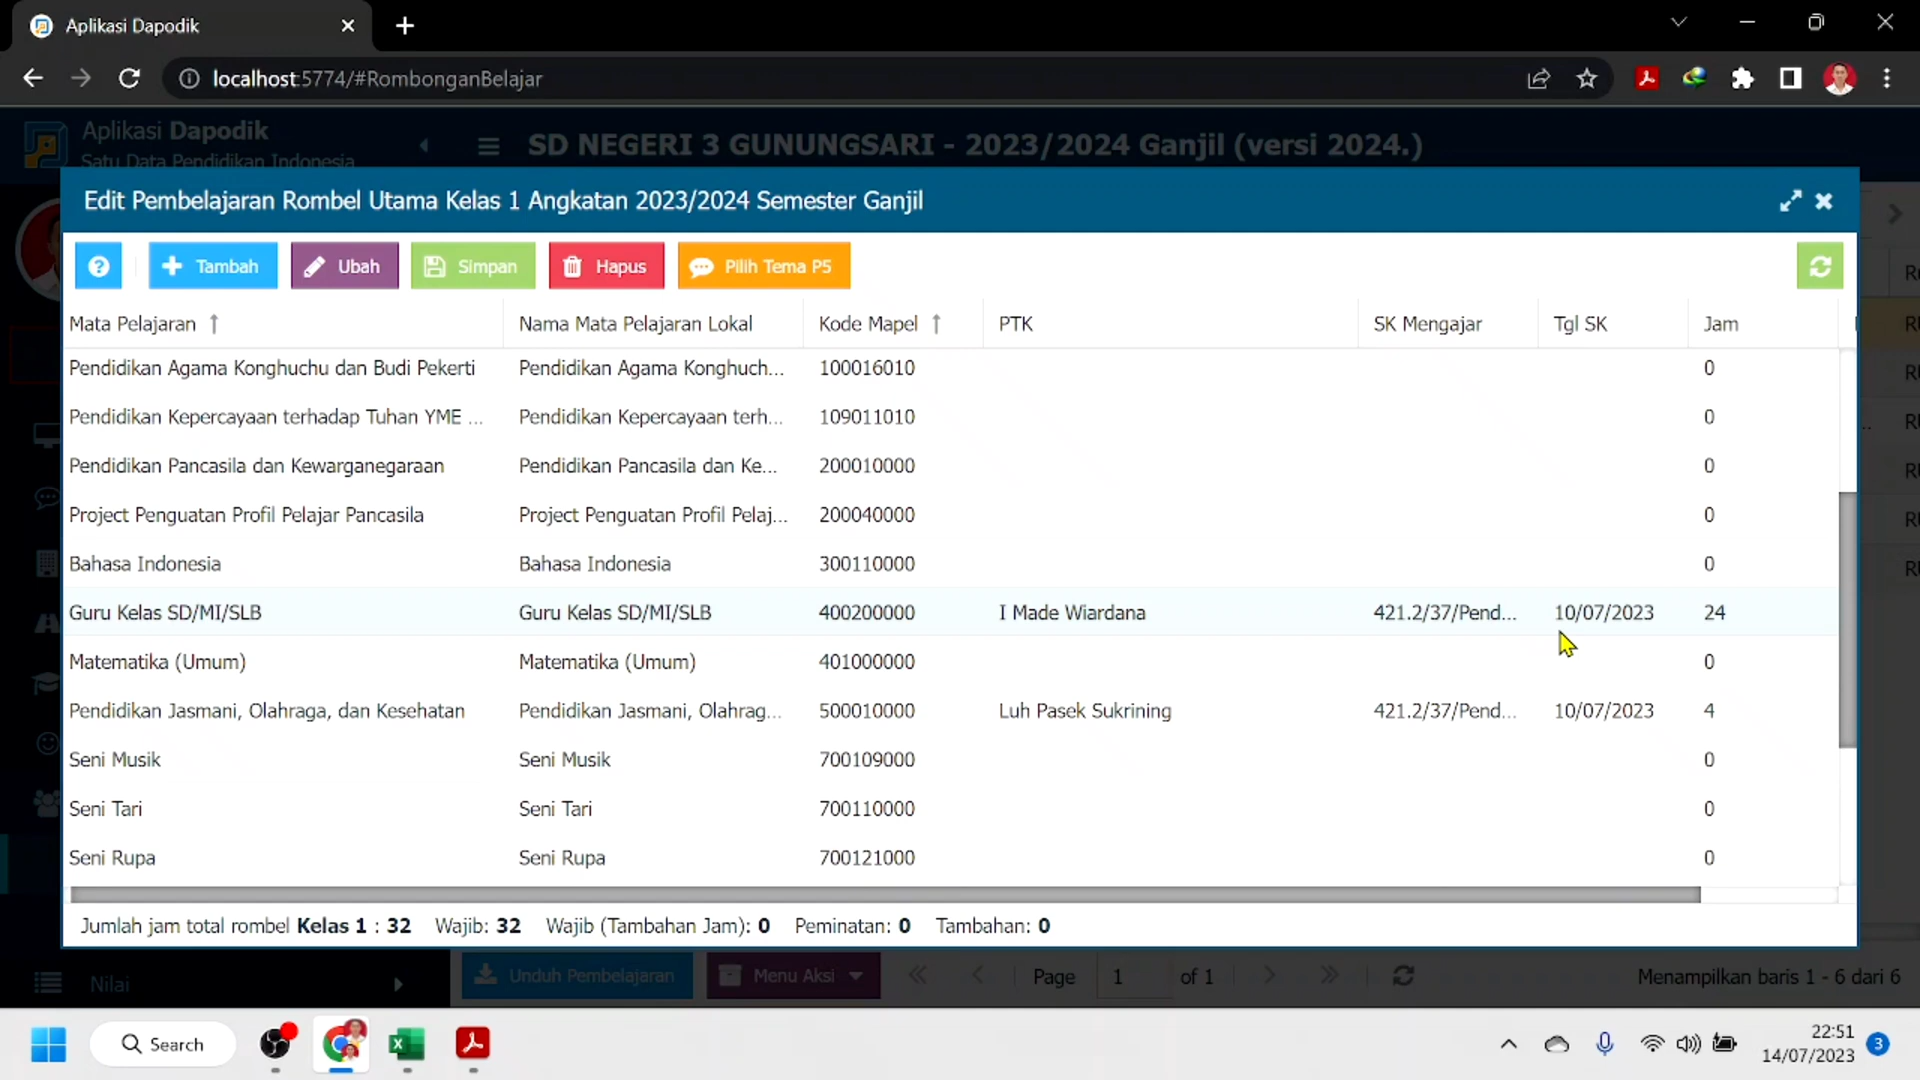 Aplikasi Dapodik
localhost:5774/#RombonganBelajar
Aplikasi Dapodik
Satu Data Pendidikan Indonesia
SD NEGERI 3 GUNUNGSARI - 2023/2024 Ganjil (versi 2024.)
Edit Pembelajaran Rombel Utama Kelas 1 Angkatan 2023/2024 Semester Ganjil
? Tambah Ubah Simpan Hapus Pilih Tema P5
Mata Pelajaran ↑ Nama Mata Pelajaran Lokal Kode Mapel ↑ PTK SK Mengajar Tgl SK Jam
Pendidikan Agama Konghuchu dan Budi Pekerti Pendidikan Agama Konghuch... 100016010 0
Pendidikan Kepercayaan terhadap Tuhan YME ... Pendidikan Kepercayaan terh... 109011010 0
Pendidikan Pancasila dan Kewarganegaraan Pendidikan Pancasila dan Ke... 200010000 0
Project Penguatan Profil Pelajar Pancasila Project Penguatan Profil Pelaj... 200040000 0
Bahasa Indonesia Bahasa Indonesia 300110000 0
Guru Kelas SD/MI/SLB Guru Kelas SD/MI/SLB 400200000 I Made Wiardana 421.2/37/Pend... 10/07/2023 24
Matematika (Umum) Matematika (Umum) 401000000 0
Pendidikan Jasmani, Olahraga, dan Kesehatan Pendidikan Jasmani, Olahrag... 500010000 Luh Pasek Sukrining 421.2/37/Pend... 10/07/2023 4
Seni Musik Seni Musik 700109000 0
Seni Tari Seni Tari 700110000 0
Seni Rupa Seni Rupa 700121000 0
Jumlah jam total rombel Kelas 1 : 32 Wajib: 32 Wajib (Tambahan Jam): 0 Peminatan: 0 Tambahan: 0
Nilai Unduh Pembelajaran Menu Aksi Page 1 of 1 Menampilkan baris 1 - 6 dari 6
Search
22:51
14/07/2023 3